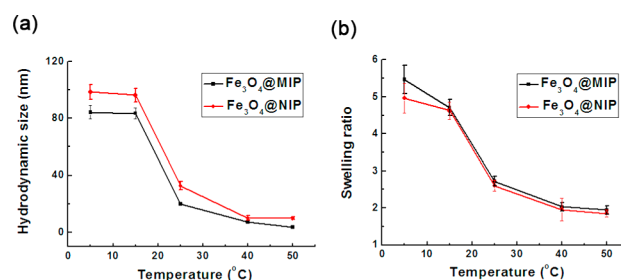 (a)
Hydrodynamic size (nm)
120
80
40
0
Fe₃O₄@MIP
Fe₃O₄@NIP
0 10 20 30 40 50
Temperature (°C)
(b)
Swelling ratio
6
5
4
3
2
1
Fe₃O₄@MIP
Fe₃O₄@NIP
0 10 20 30 40 50
Temperature (°C)